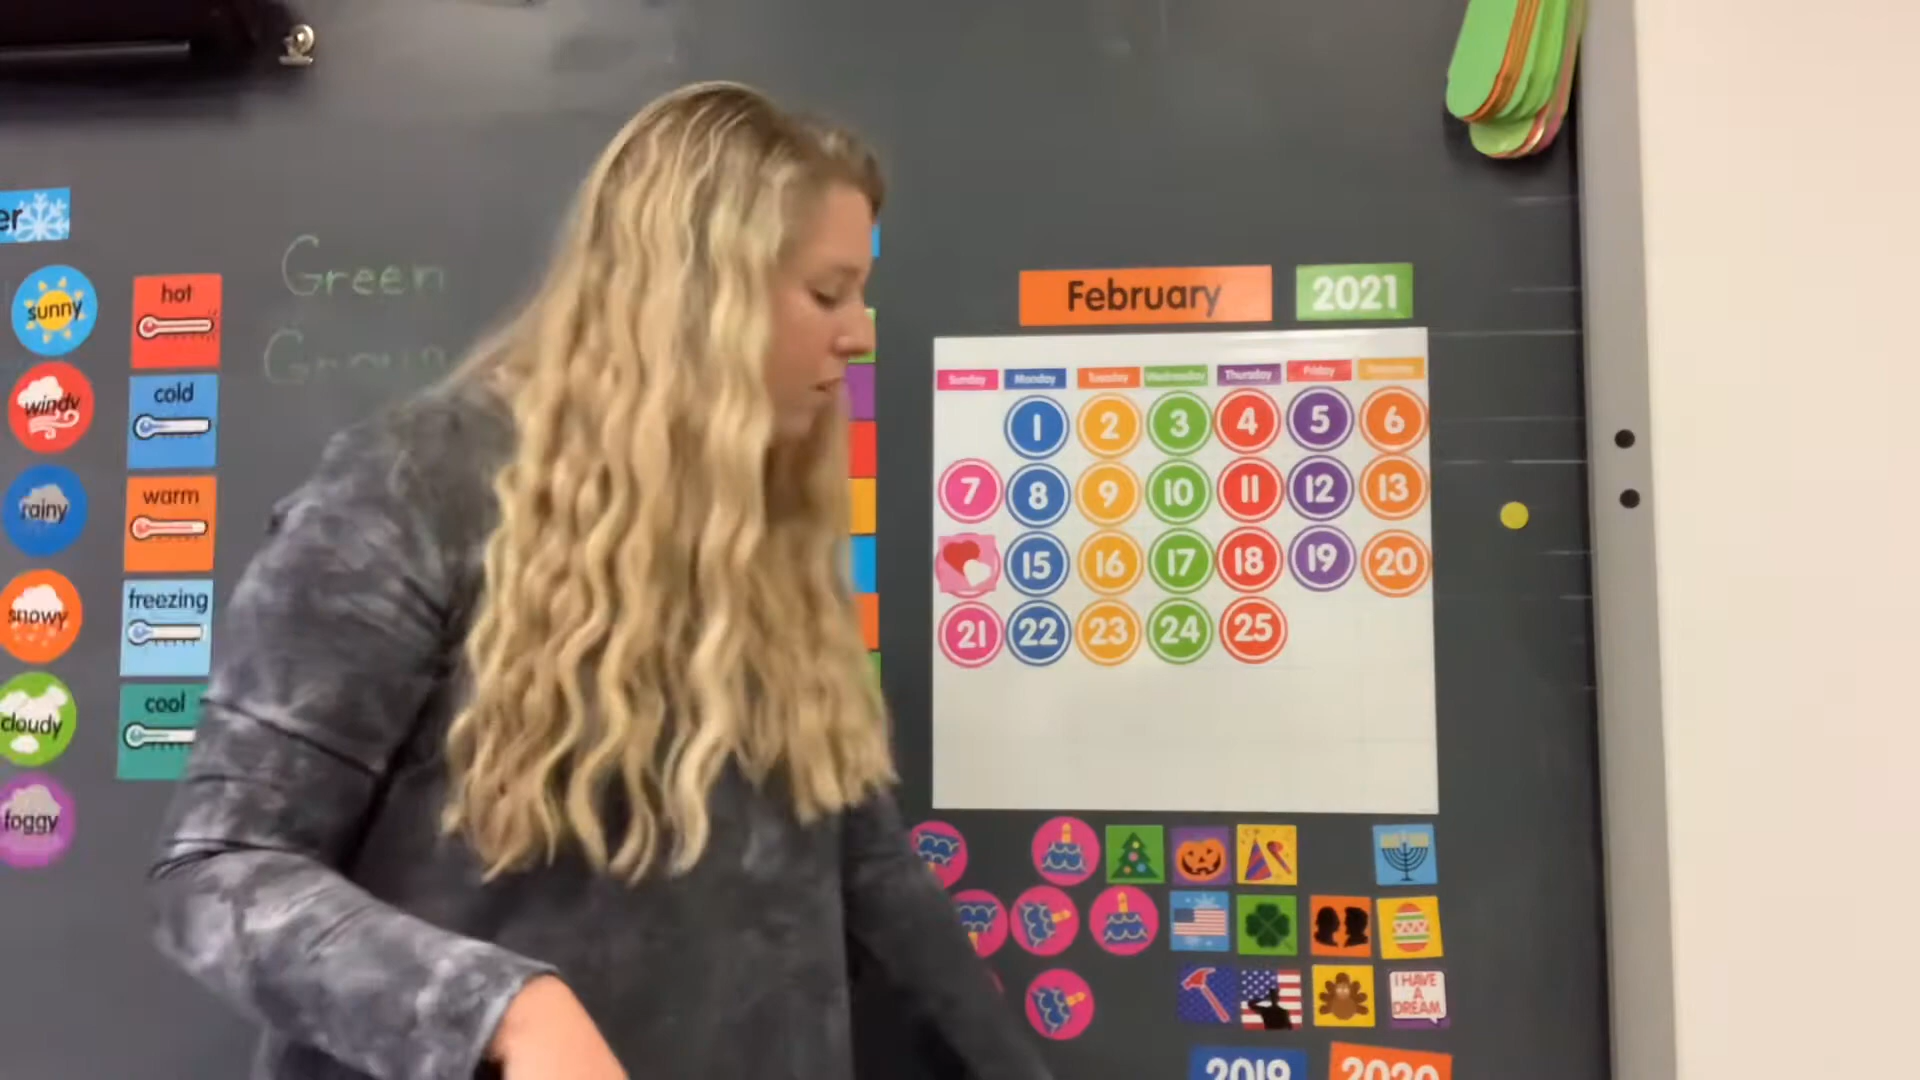 er
sunny
windy
rainy
snowy
cloudy
foggy
hot
cold
warm
freezing
cool
Green
February 2021
Sunday Monday Tuesday Wednesday Thursday Friday Saturday
1 2 3 4 5 6
7 8 9 10 11 12 13
15 16 17 18 19 20
21 22 23 24 25
I HAVE
A
DREAM
2019 2020